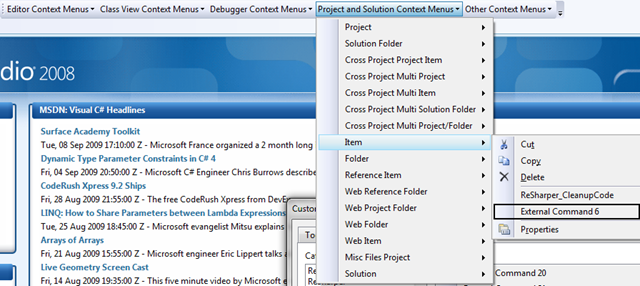 Editor Context Menus Class View Context Menus Debugger Context Menus Project and Solution Context Menus Other Context Menus
dio 2008
MSDN: Visual C# Headlines
Surface Academy Toolkit
Tue, 08 Sep 2009 17:10:00 Z - Microsoft France organized a 2 month long
Dynamic Type Parameter Constraints in C# 4
Fri, 04 Sep 2009 20:50:00 Z - Microsoft C# Engineer Chris Burrows describe
CodeRush Xpress 9.2 Ships
Fri, 28 Aug 2009 21:55:00 Z - The free CodeRush Xpress from DevE
LINQ: How to Share Parameters between Lambda Expressions
Tue, 25 Aug 2009 18:45:00 Z - Microsoft evangelist Mitsu explains
Arrays of Arrays
Fri, 21 Aug 2009 15:55:00 Z - Microsoft engineer Eric Lippert talks a
Live Geometry Screen Cast
Fri, 14 Aug 2009 19:35:00 Z - This five minute video by Microsoft
Project
Solution Folder
Cross Project Project Item
Cross Project Multi Project
Cross Project Multi Item
Cross Project Multi Solution Folder
Cross Project Multi Project/Folder
Item
Folder
Reference Item
Web Reference Folder
Web Project Folder
Web Folder
Web Item
Misc Files Project
Solution
Cut
Copy
Delete
ReSharper_CleanupCode
External Command 6
Properties
Custo
To
Ca
Re
Command 20